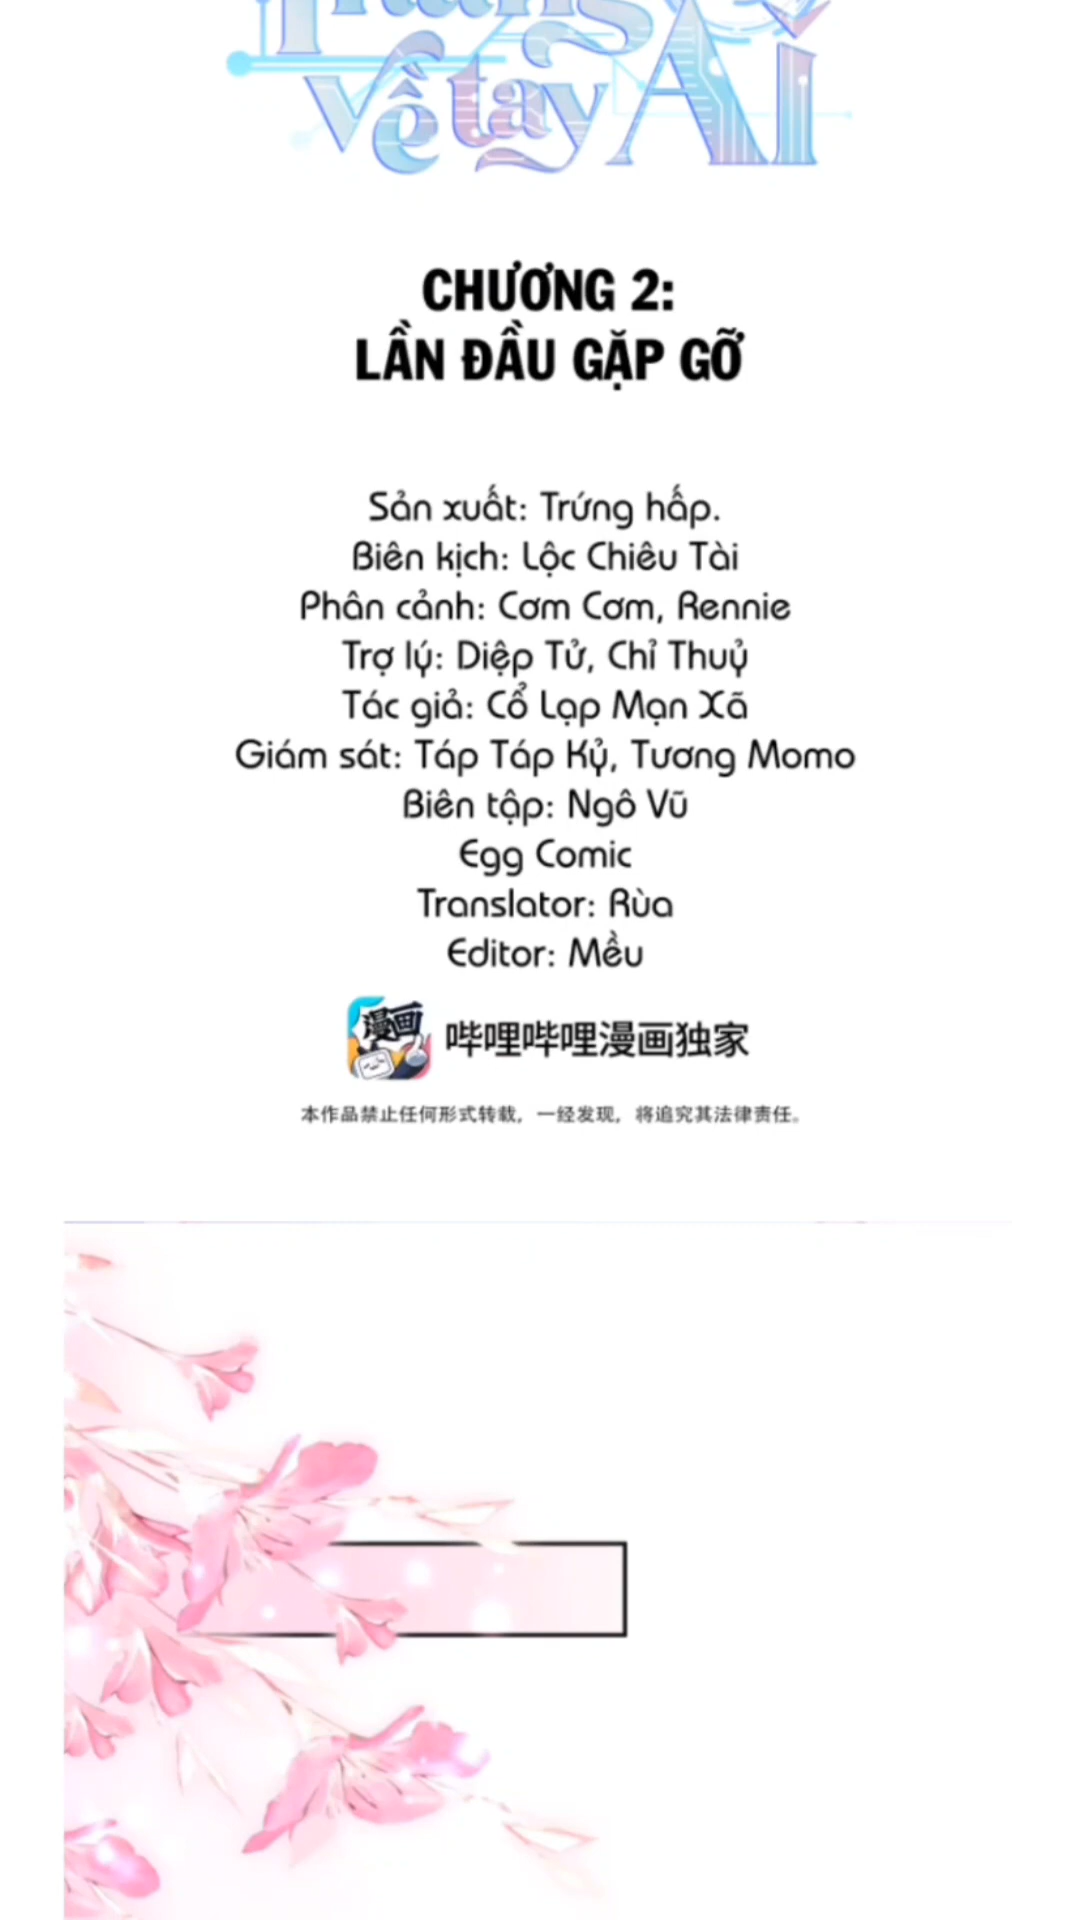 Về tay Ai
CHƯƠNG 2:
LẦN ĐẦU GẶP GỠ
Sản xuất: Trứng hấp.
Biên kịch: Lộc Chiêu Tài
Phân cảnh: Cơm Cơm, Rennie
Trợ lý: Diệp Tử, Chỉ Thuỷ
Tác giả: Cổ Lạp Mạn Xã
Giám sát: Táp Táp Kỷ, Tương Momo
Biên tập: Ngô Vũ
Egg Comic
Translator: Rùa
Editor: Mều
漫画
哔哩哔哩漫画独家
本作品禁止任何形式转载，一经发现，将追究其法律责任。